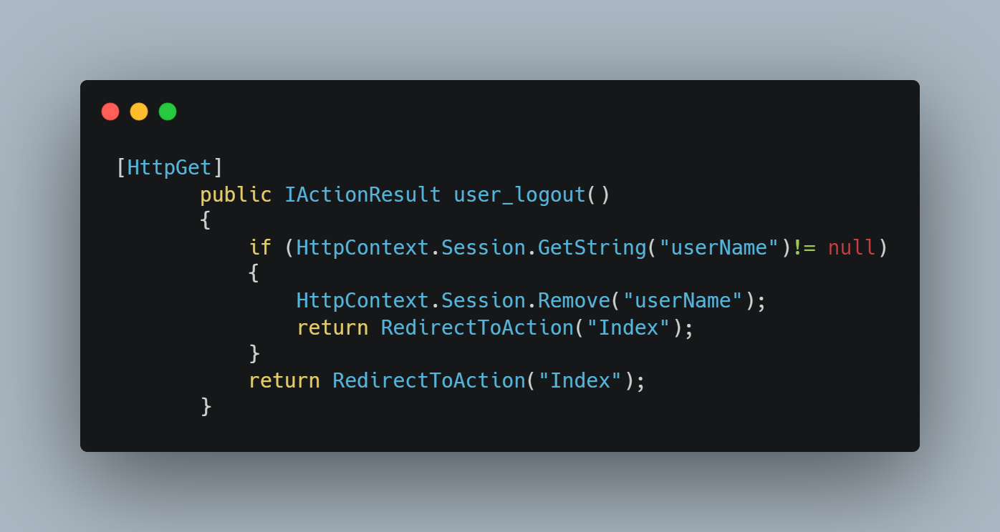 [HttpGet]
        public IActionResult user_logout()
        {
            if (HttpContext.Session.GetString("userName")!= null)
            {
                HttpContext.Session.Remove("userName");
                return RedirectToAction("Index");
            }
            return RedirectToAction("Index");
        }